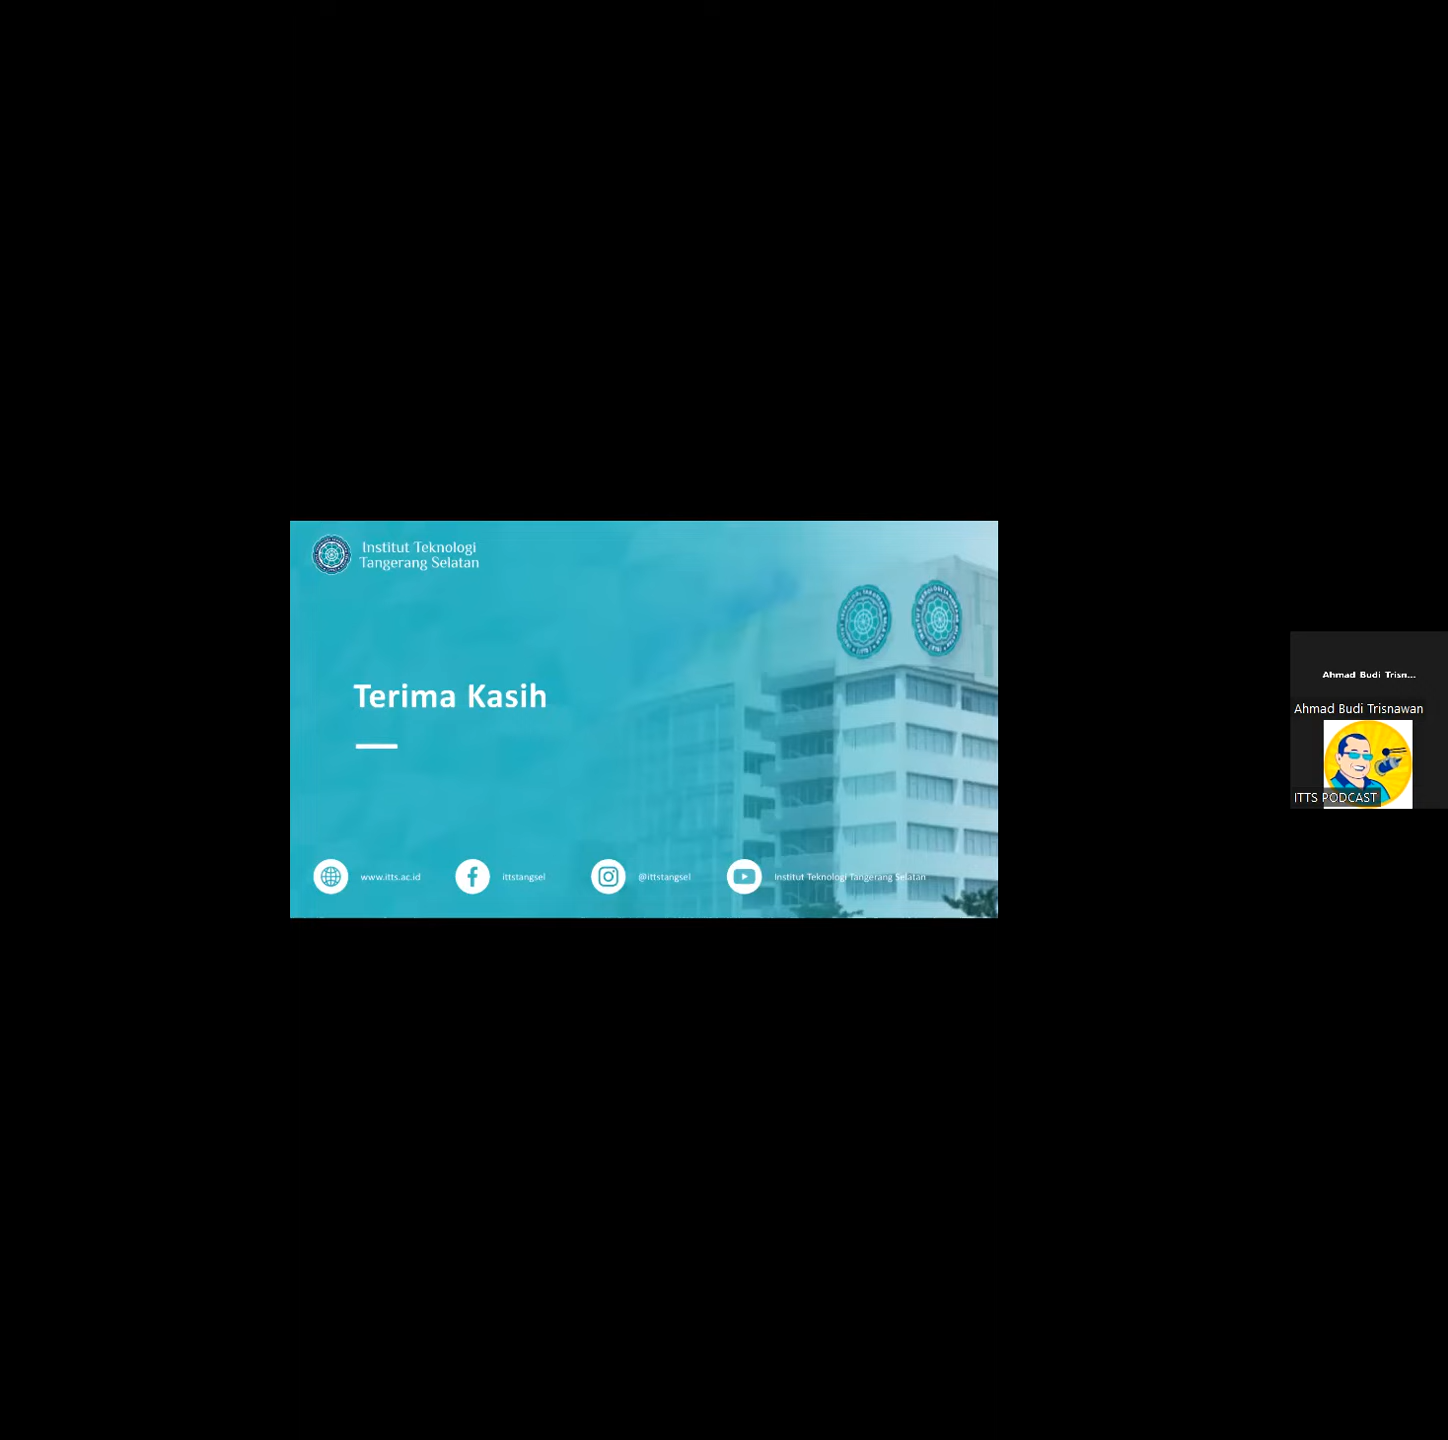 Institut Teknologi
Tangerang Selatan
Terima Kasih
www.itts.ac.id
ittstangsel
@ittstangsel
Institut Teknologi Tangerang Selatan
Ahmad Budi Trisn...
Ahmad Budi Trisnawan
ITTS PODCAST